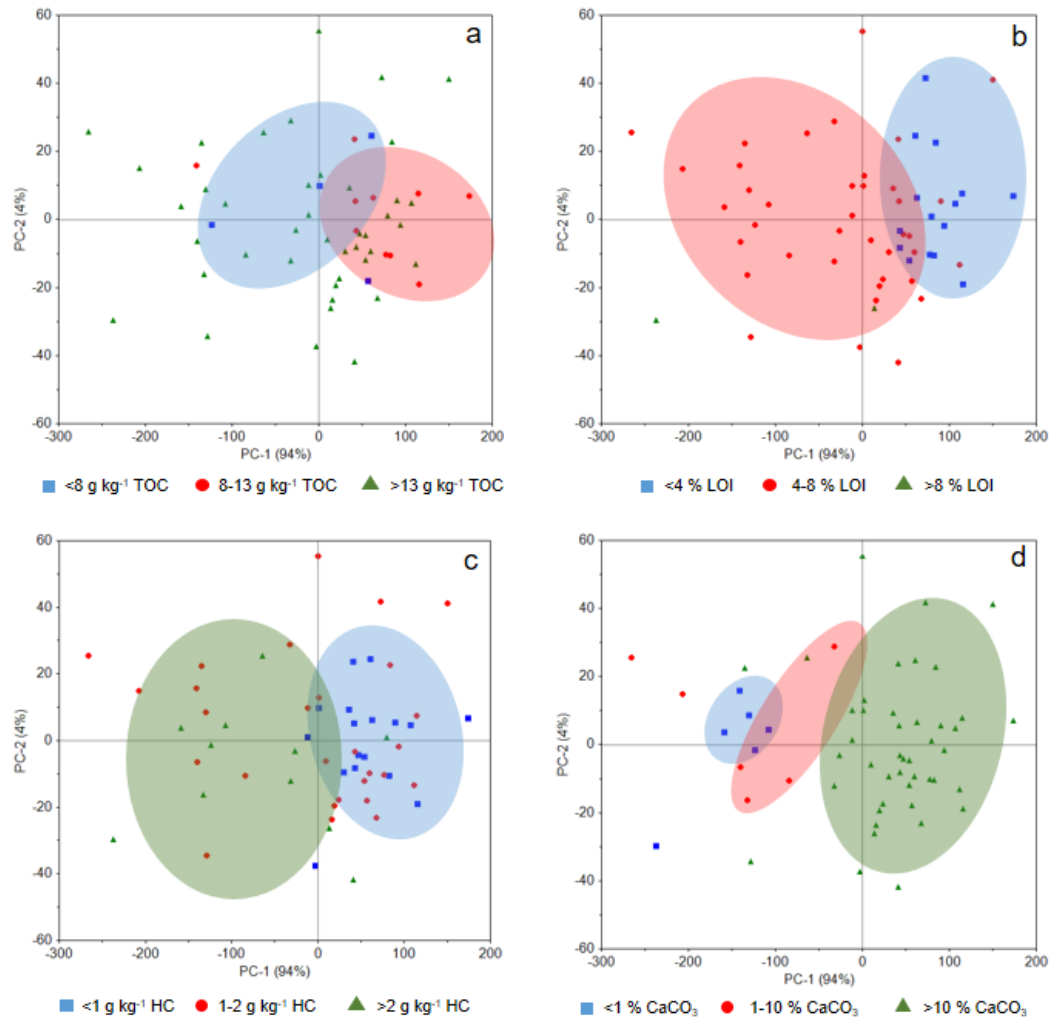 a
60
40
20
0
-20
-40
-60
PC-2 (4%)
-300 -200 -100 0 100 200
PC-1 (94%)
<8 g kg⁻¹ TOC 8-13 g kg⁻¹ TOC >13 g kg⁻¹ TOC
b
60
40
20
0
-20
-40
-60
PC-2 (4%)
-300 -200 -100 0 100 200
PC-1 (94%)
<4 % LOI 4-8 % LOI >8 % LOI
c
60
40
20
0
-20
-40
-60
PC-2 (4%)
-300 -200 -100 0 100 200
PC-1 (94%)
<1 g kg⁻¹ HC 1-2 g kg⁻¹ HC >2 g kg⁻¹ HC
d
60
40
20
0
-20
-40
-60
PC-2 (4%)
-300 -200 -100 0 100 200
PC-1 (94%)
<1 % CaCO₃ 1-10 % CaCO₃ >10 % CaCO₃